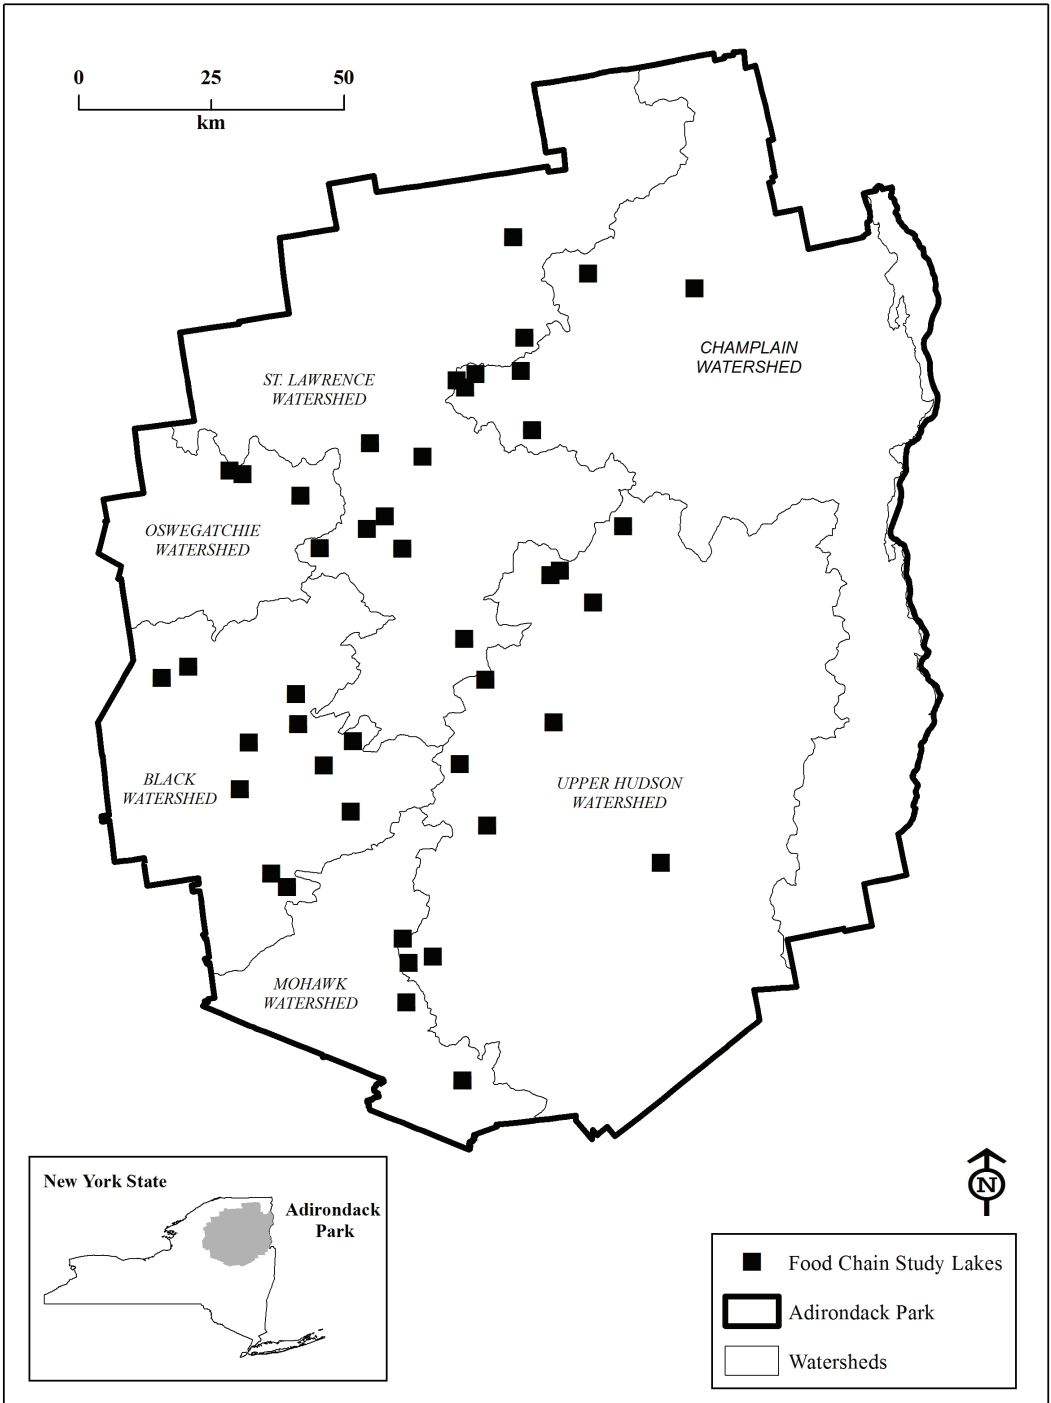 0 25 50
km
CHAMPLAIN
WATERSHED
ST. LAWRENCE
WATERSHED
OSWEGATCHIE
WATERSHED
BLACK
WATERSHED
UPPER HUDSON
WATERSHED
MOHAWK
WATERSHED
New York State
Adirondack
Park
N
Food Chain Study Lakes
Adirondack Park
Watersheds